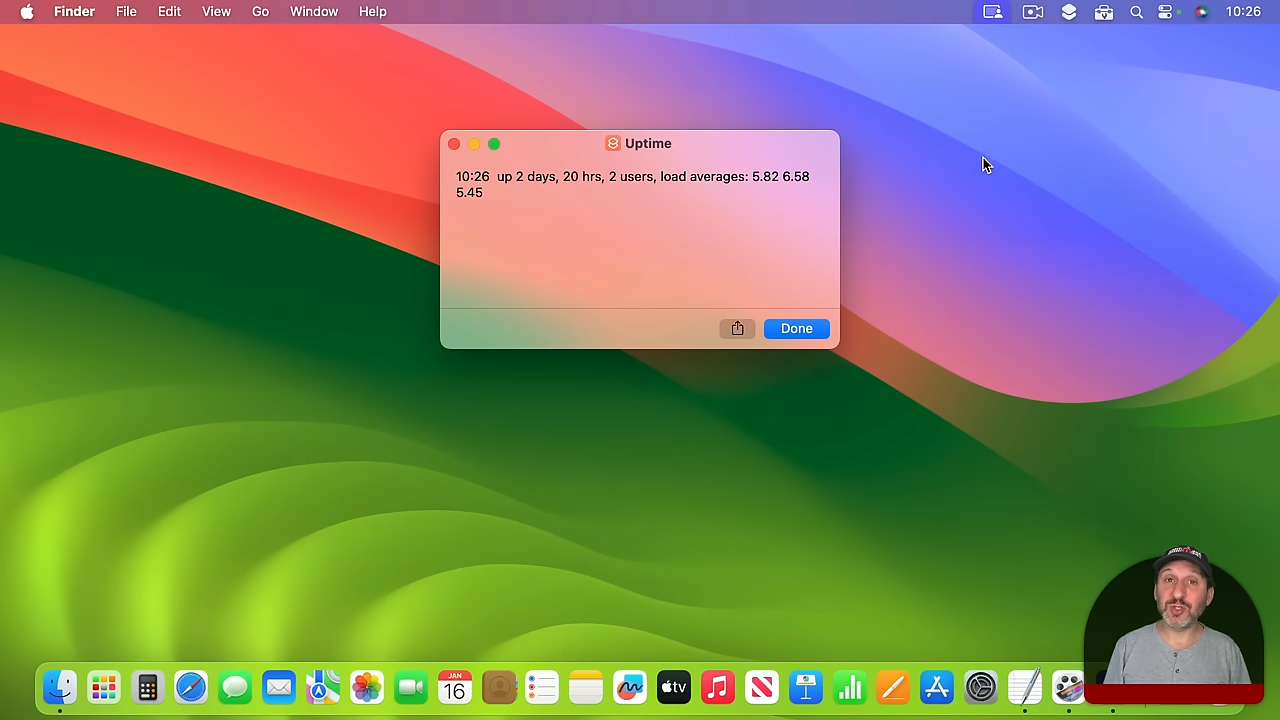 Finder File Edit View Go Window Help 10:26
Uptime
10:26  up 2 days, 20 hrs, 2 users, load averages: 5.82 6.58
5.45
Done
tv
JAN
16